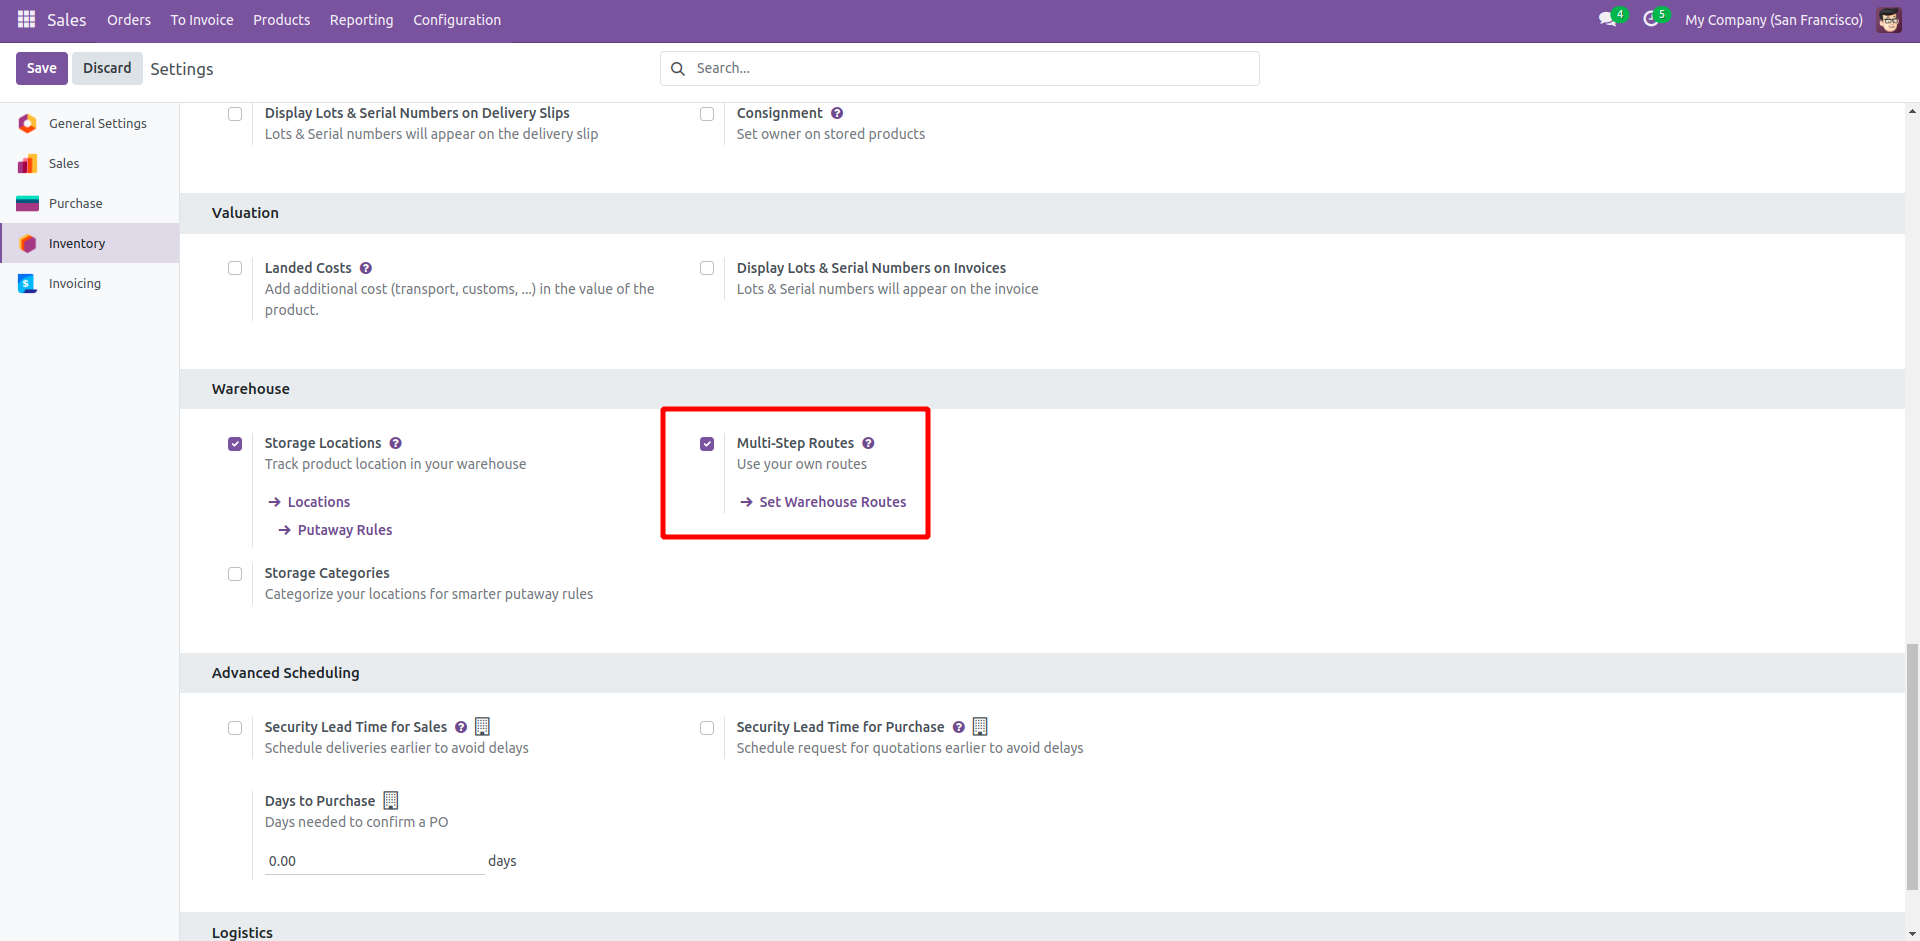 Sales Orders To Invoice Products Reporting Configuration 4 5 My Company (San Francisco)
Save Discard Settings Search...
General Settings
Sales
Purchase
Inventory
Invoicing
Display Lots & Serial Numbers on Delivery Slips
Lots & Serial numbers will appear on the delivery slip
Consignment ?
Set owner on stored products
Valuation
Landed Costs ?
Add additional cost (transport, customs, ...) in the value of the
product.
Display Lots & Serial Numbers on Invoices
Lots & Serial numbers will appear on the invoice
Warehouse
Storage Locations ?
Track product location in your warehouse
→ Locations
→ Putaway Rules
Multi-Step Routes ?
Use your own routes
→ Set Warehouse Routes
Storage Categories
Categorize your locations for smarter putaway rules
Advanced Scheduling
Security Lead Time for Sales ?
Schedule deliveries earlier to avoid delays
Security Lead Time for Purchase ?
Schedule request for quotations earlier to avoid delays
Days to Purchase
Days needed to confirm a PO
0.00 days
Logistics